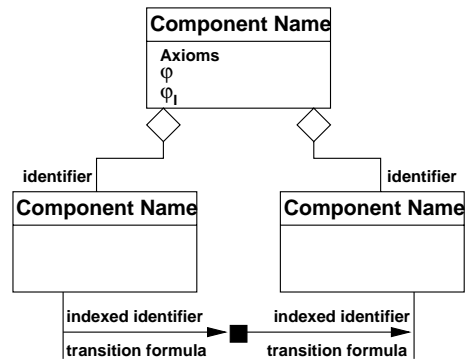 Component Name
Axioms
φ
φI
identifier
identifier
Component Name
Component Name
indexed identifier
indexed identifier
transition formula
transition formula